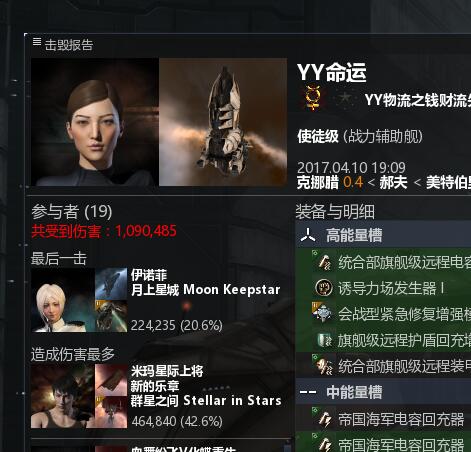 击毁报告
YY命运
YY物流之钱财流
使徒级 (战力辅助舰)
2017.04.10 19:09
克挪腊 0.4 < 郝夫 < 美特伯
参与者 (19)
共受到伤害：1,090,485
最后一击
伊诺菲
月上星城 Moon Keepstar
224,235 (20.6%)
造成伤害最多
米玛星际上将
新的乐章
群星之间 Stellar in Stars
464,840 (42.6%)
装备与明细
高能量槽
统合部旗舰级远程电容
诱导力场发生器 I
会战型紧急修复增强模
旗舰级远程护盾回充增
统合部旗舰级远程装甲
中能量槽
帝国海军电容回充器
帝国海军电容回充器